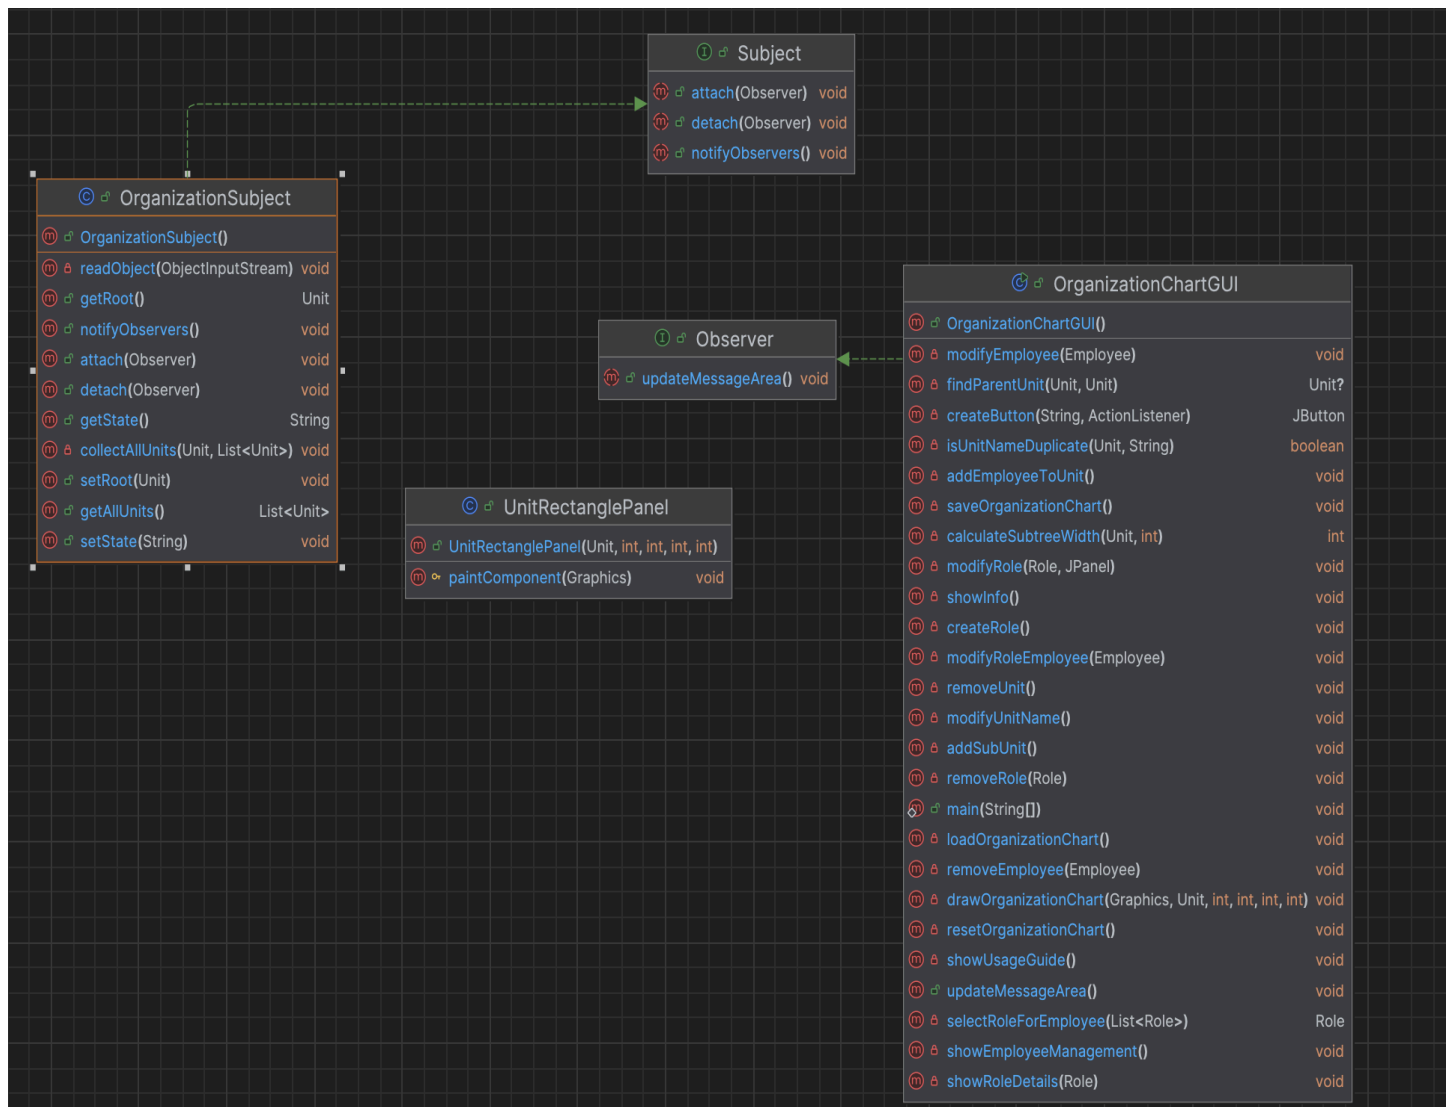 Subject
attach(Observer) void
detach(Observer) void
notifyObservers() void
OrganizationSubject
OrganizationSubject()
readObject(ObjectInputStream) void
getRoot() Unit
notifyObservers() void
attach(Observer) void
detach(Observer) void
getState() String
collectAllUnits(Unit, List<Unit>) void
setRoot(Unit) void
getAllUnits() List<Unit>
setState(String) void
Observer
updateMessageArea() void
UnitRectanglePanel
UnitRectanglePanel(Unit, int, int, int, int)
paintComponent(Graphics) void
OrganizationChartGUI
OrganizationChartGUI()
modifyEmployee(Employee) void
findParentUnit(Unit, Unit) Unit?
createButton(String, ActionListener) JButton
isUnitNameDuplicate(Unit, String) boolean
addEmployeeToUnit() void
saveOrganizationChart() void
calculateSubtreeWidth(Unit, int) int
modifyRole(Role, JPanel) void
showInfo() void
createRole() void
modifyRoleEmployee(Employee) void
removeUnit() void
modifyUnitName() void
addSubUnit() void
removeRole(Role) void
main(String[]) void
loadOrganizationChart() void
removeEmployee(Employee) void
drawOrganizationChart(Graphics, Unit, int, int, int, int) void
resetOrganizationChart() void
showUsageGuide() void
updateMessageArea() void
selectRoleForEmployee(List<Role>) Role
showEmployeeManagement() void
showRoleDetails(Role) void